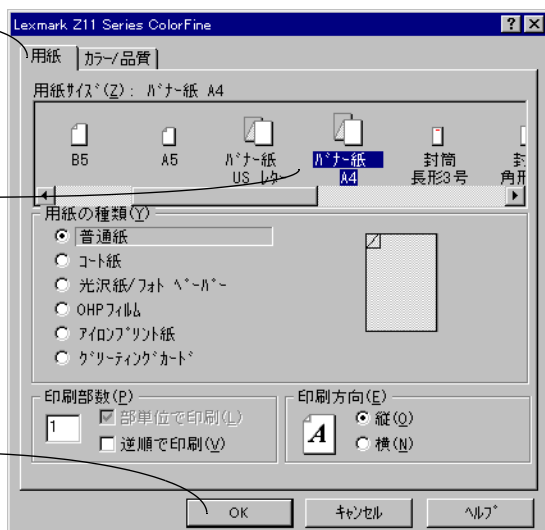 Lexmark Z11 Series ColorFine
用紙 ｶﾗｰ/品質
用紙ｻｲｽﾞ(Z): ﾊﾞﾅｰ紙 A4
B5 A5 ﾊﾞﾅｰ紙 ﾊﾞﾅｰ紙 封筒 封
US ﾚﾀｰ A4 長形3号 角形
用紙の種類(Y)
普通紙
ｺｰﾄ紙
光沢紙/ﾌｫﾄ ﾍﾟｰﾊﾟｰ
OHPﾌｨﾙﾑ
ｱｲﾛﾝﾌﾟﾘﾝﾄ紙
ｸﾞﾘｰﾃｨﾝｸﾞｶｰﾄﾞ
印刷部数(P) 印刷方向(E)
1 部単位で印刷(L) A 縦(O)
逆順で印刷(V) 横(N)
OK ｷｬﾝｾﾙ ﾍﾙﾌﾟ